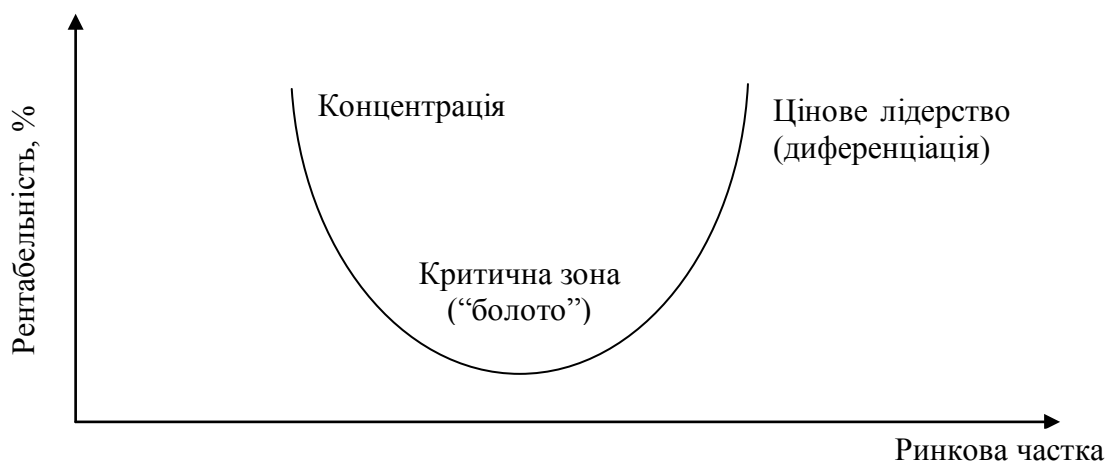 Рентабельність, %
Концентрація
Цінове лідерство
(диференціація)
Критична зона
(“болото”)
Ринкова частка